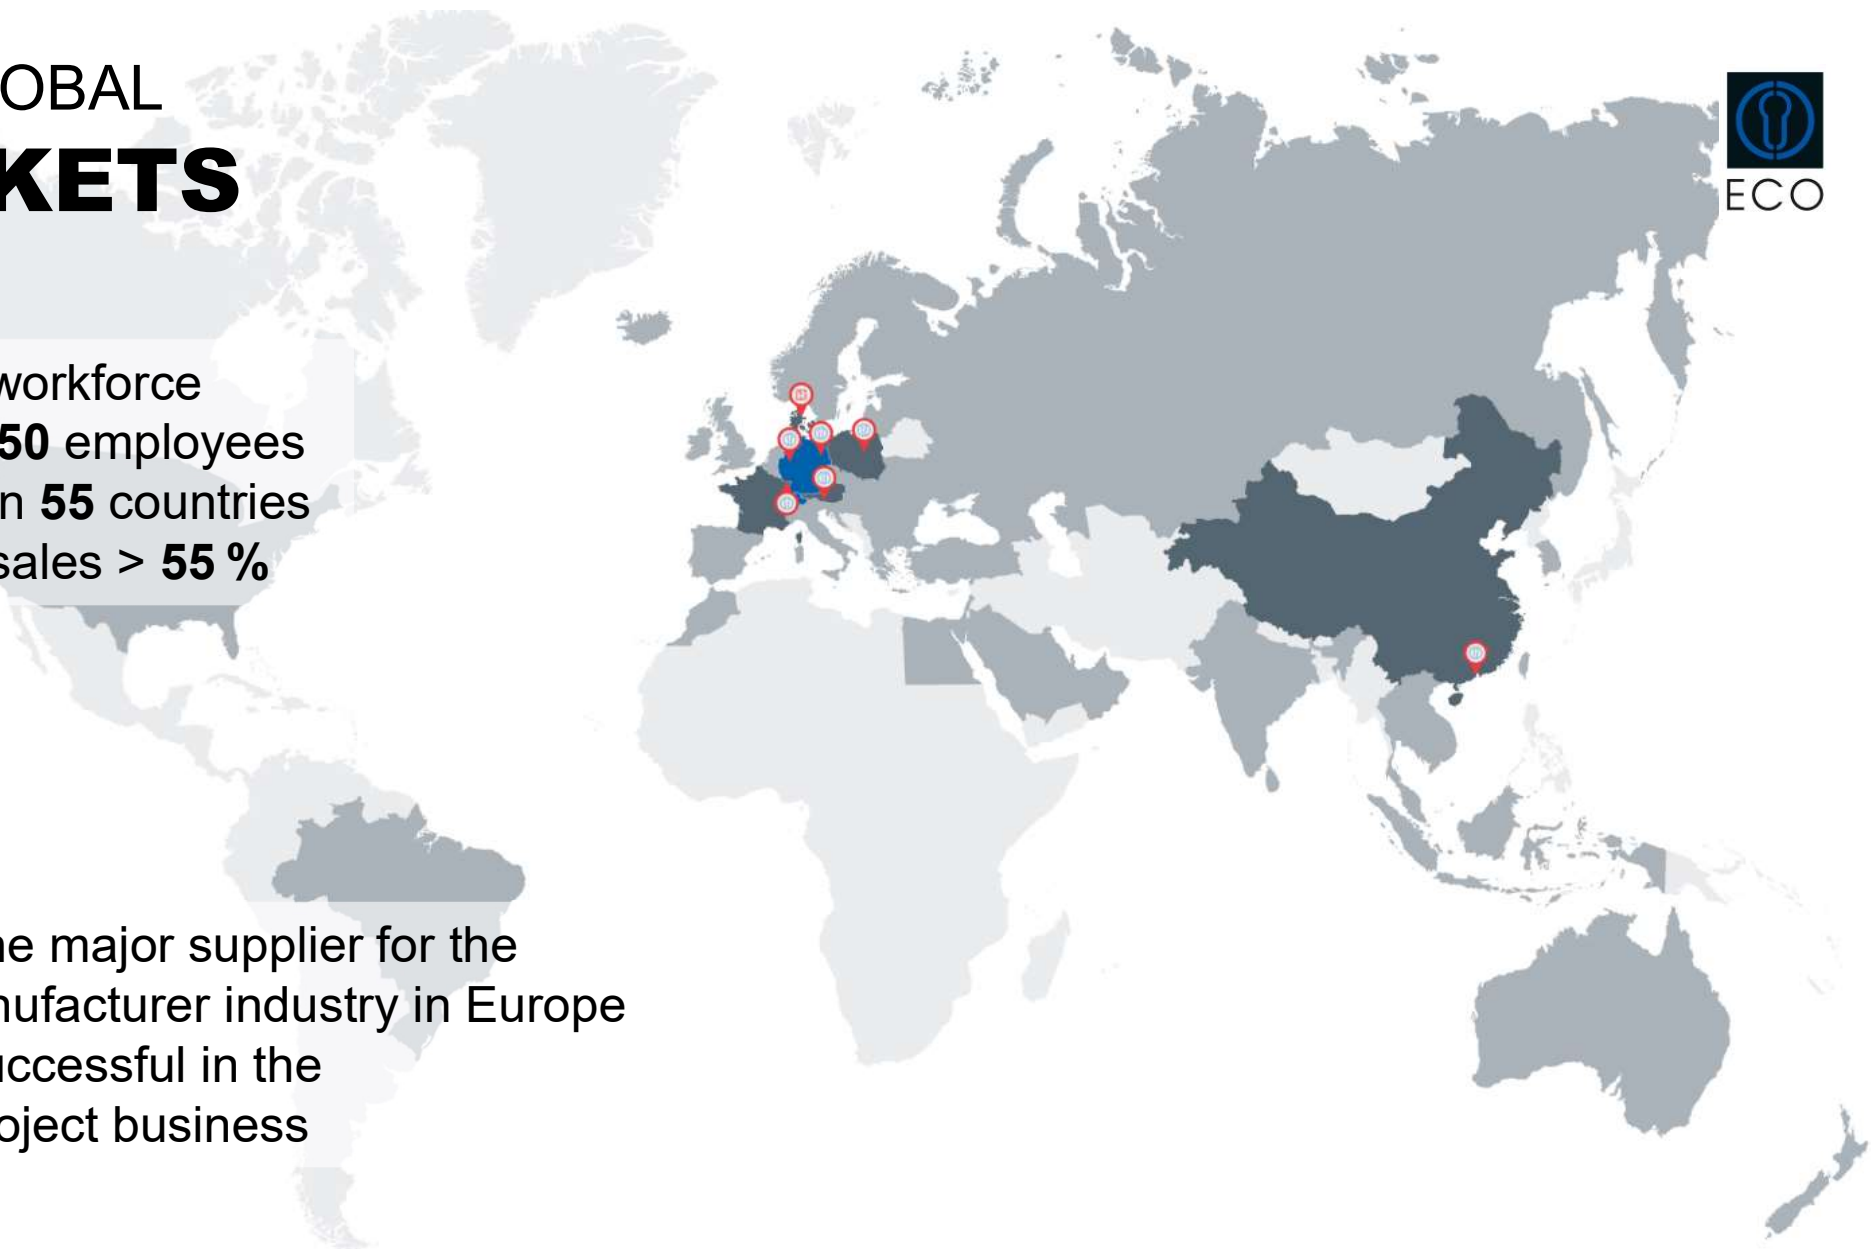 OBAL
KETS
ECO
workforce
50 employees
n 55 countries
sales > 55 %
ne major supplier for the
nufacturer industry in Europe
uccessful in the
oject business